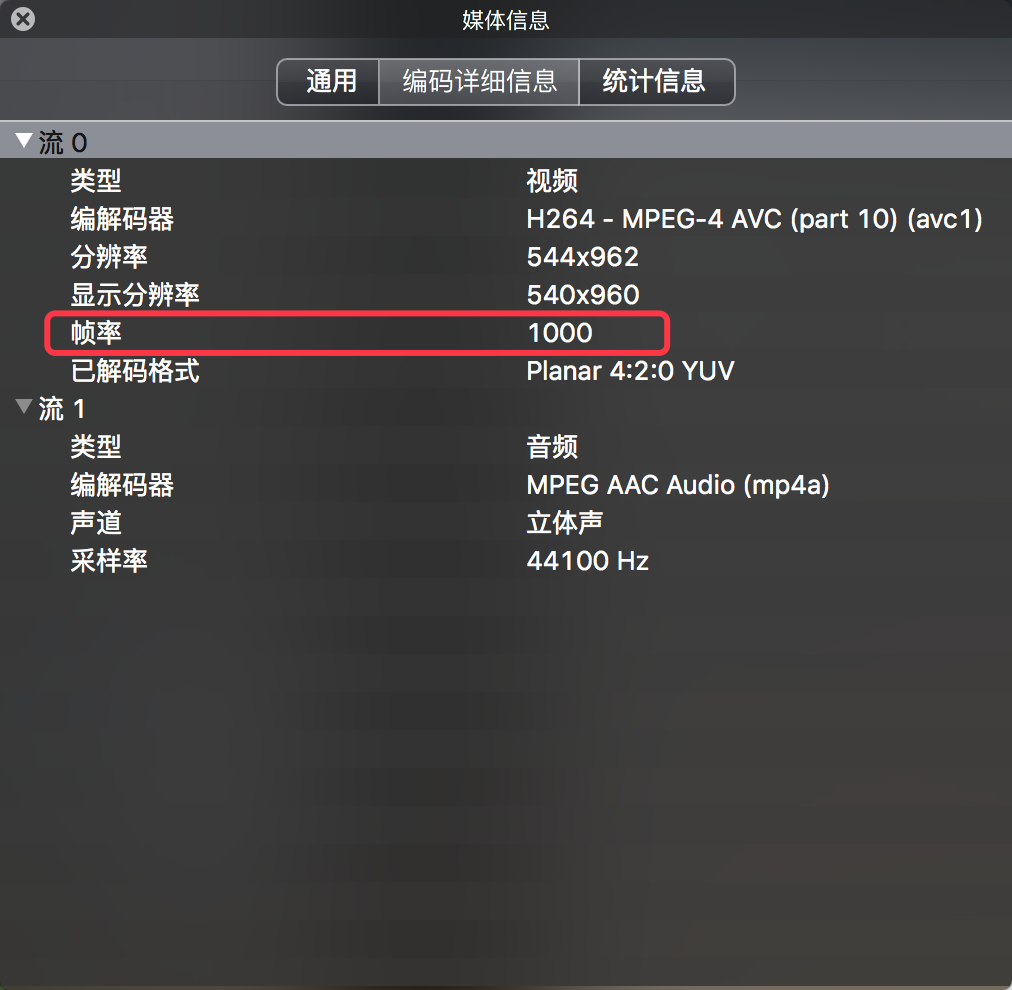 媒体信息
通用 编码详细信息 统计信息
流 0
类型 视频
编解码器 H264 - MPEG-4 AVC (part 10) (avc1)
分辨率 544x962
显示分辨率 540x960
帧率 1000
已解码格式 Planar 4:2:0 YUV
流 1
类型 音频
编解码器 MPEG AAC Audio (mp4a)
声道 立体声
采样率 44100 Hz